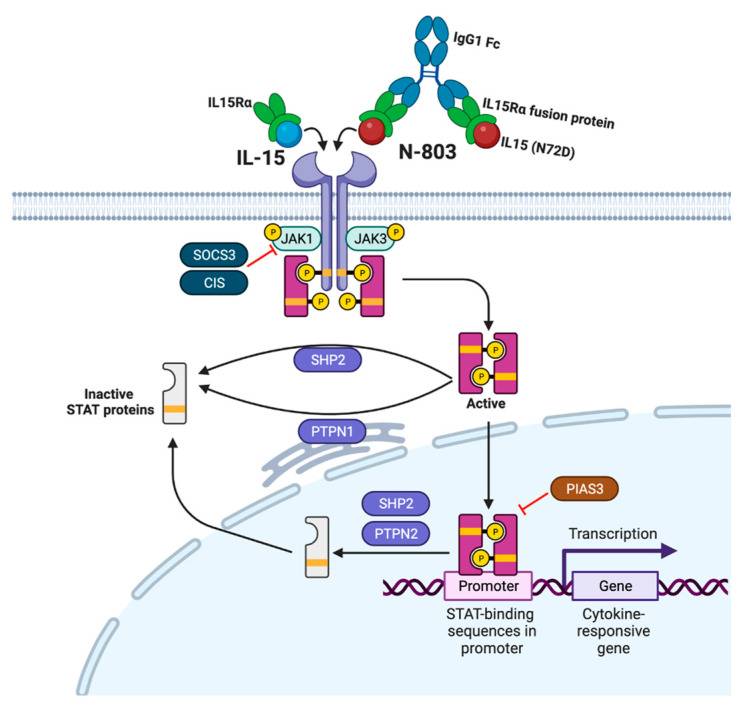 IgG1 Fc
IL15Rα
IL15Rα fusion protein
IL-15
N-803
IL15 (N72D)
P
JAK1
JAK3
P
SOCS3
CIS
P
P
P
P
SHP2
P
P
Inactive
STAT proteins
Active
PTPN1
SHP2
PIAS3
PTPN2
P
P
Transcription
Promoter
Gene
STAT-binding
sequences in
promoter
Cytokine-
responsive
gene